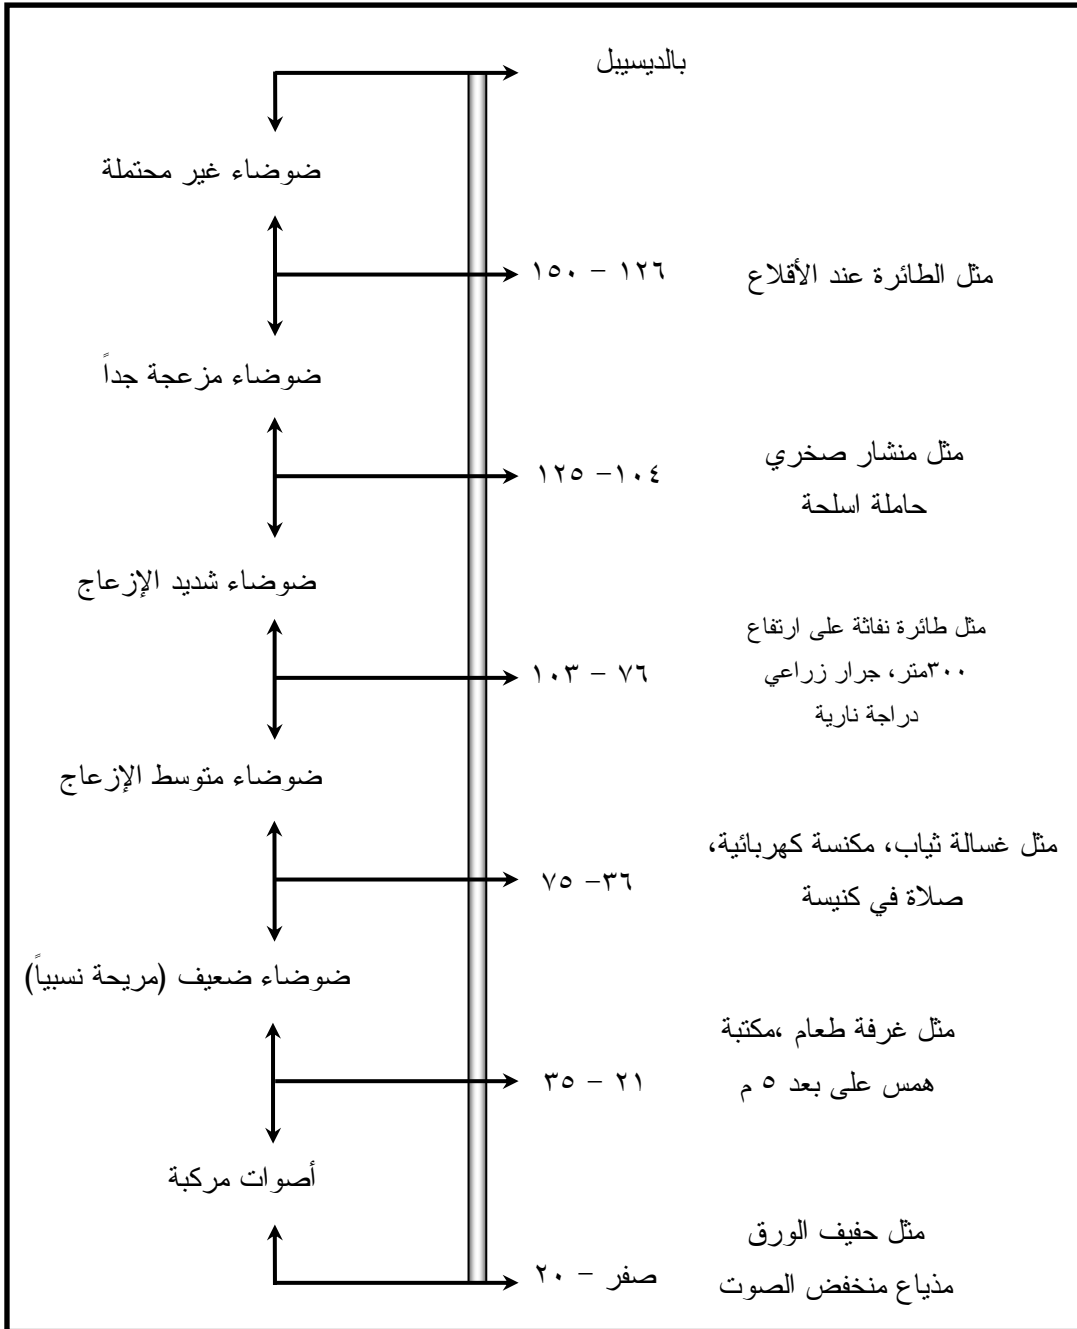 بالديسيبل
ضوضاء غير محتملة
مثل الطائرة عند الأقلاع
١٢٦ – ١٥٠
ضوضاء مزعجة جداً
مثل منشار صخري
حاملة اسلحة
١٠٤– ١٢٥
ضوضاء شديد الإزعاج
مثل طائرة نفاثة على ارتفاع
٣٠٠متر، جرار زراعي
دراجة نارية
٧٦ – ١٠٣
ضوضاء متوسط الإزعاج
مثل غسالة ثياب، مكنسة كهربائية،
صلاة في كنيسة
٣٦– ٧٥
ضوضاء ضعيف (مريحة نسبياً)
مثل غرفة طعام ،مكتبة
همس على بعد ٥ م
٢١ – ٣٥
أصوات مركبة
مثل حفيف الورق
مذياع منخفض الصوت
صفر – ٢٠